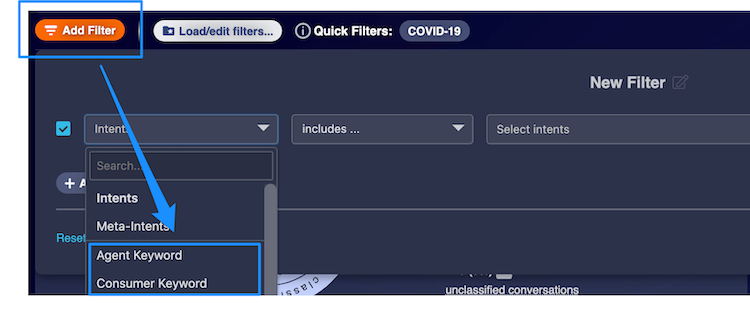 Add Filter
Load/edit filters...
Quick Filters:
COVID-19
New Filter
Intents
includes ...
Select intents
Search...
Intents
Meta-Intents
Reset
Agent Keyword
Consumer Keyword
unclassified conversations